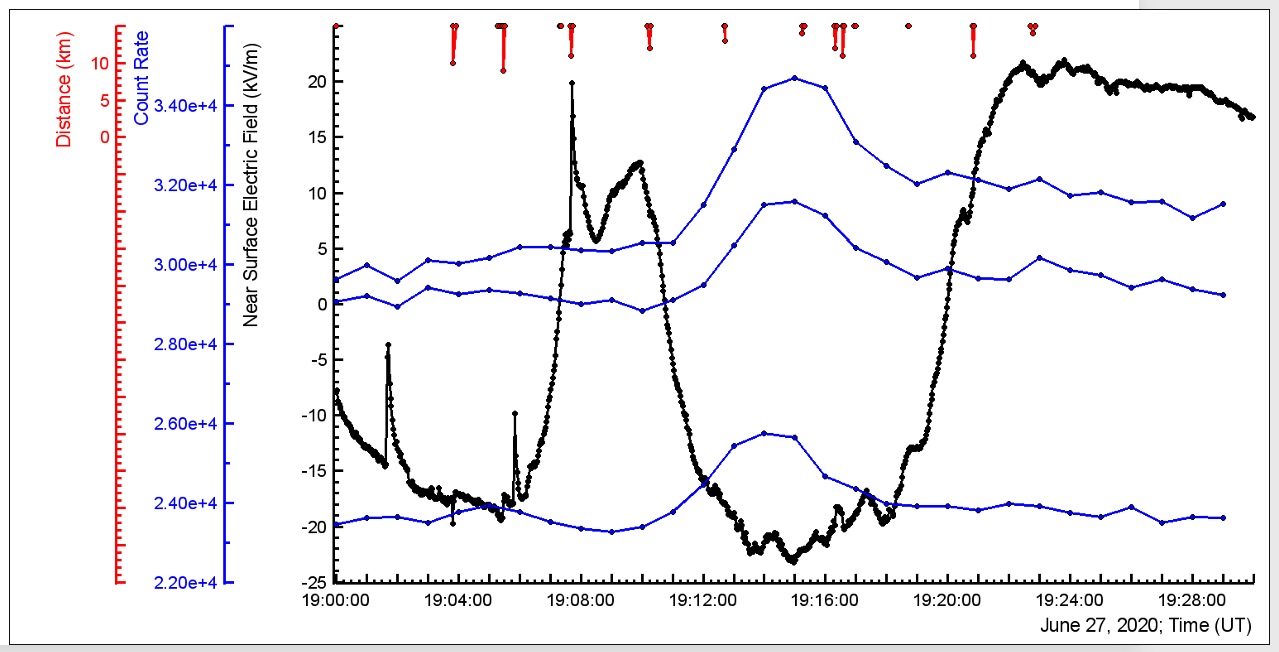 Distance (km)
10
5
0
Count Rate
3.40e+4
3.20e+4
3.00e+4
2.80e+4
2.60e+4
2.40e+4
2.20e+4
Near Surface Electric Field (kV/m)
20
15
10
5
0
-5
-10
-15
-20
-25
19:00:00 19:04:00 19:08:00 19:12:00 19:16:00 19:20:00 19:24:00 19:28:00
June 27, 2020; Time (UT)